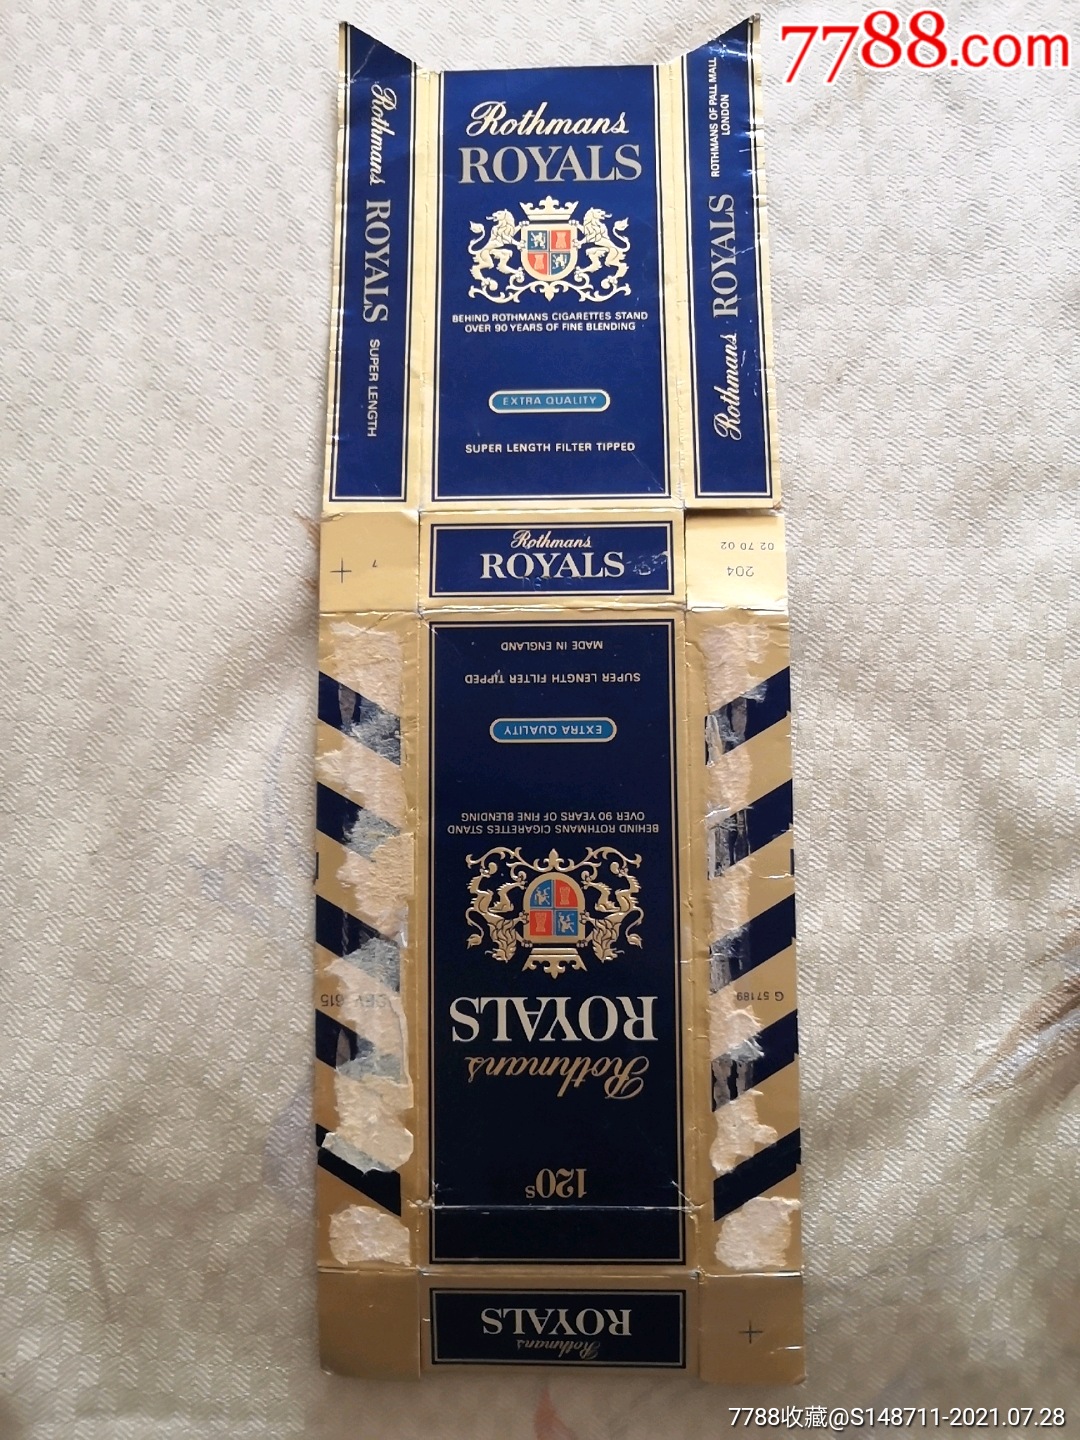 7788.com
Rothmans ROYALS SUPER LENGTH
Rothmans
ROYALS
BEHIND ROTHMANS CIGARETTES STAND
OVER 90 YEARS OF FINE BLENDING
EXTRA QUALITY
SUPER LENGTH FILTER TIPPED
Rothmans ROYALS ROTHMANS OF PALL MALL
LONDON
Rothmans
ROYALS
7
204
02 70 02
120s
Rothmans
ROYALS
BEHIND ROTHMANS CIGARETTES STAND
OVER 90 YEARS OF FINE BLENDING
EXTRA QUALITY
SUPER LENGTH FILTER TIPPED
MADE IN ENGLAND
615
G 57189
Rothmans
ROYALS
7788收藏@S148711-2021.07.28